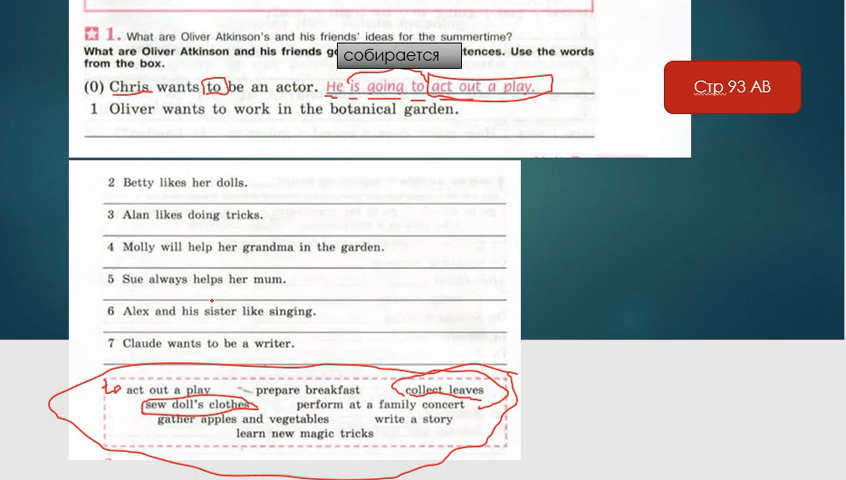 1. What are Oliver Atkinson's and his friends' ideas for the summertime?
What are Oliver Atkinson and his friends go
собирается
tences. Use the words
from the box.
(0) Chris wants to be an actor. He is going to act out a play.
Стр 93 АВ
1 Oliver wants to work in the botanical garden.
2 Betty likes her dolls.
3 Alan likes doing tricks.
4 Molly will help her grandma in the garden.
5 Sue always helps her mum.
6 Alex and his sister like singing.
7 Claude wants to be a writer.
to act out a play prepare breakfast collect leaves
sew doll's clothes perform at a family concert
gather apples and vegetables write a story
learn new magic tricks